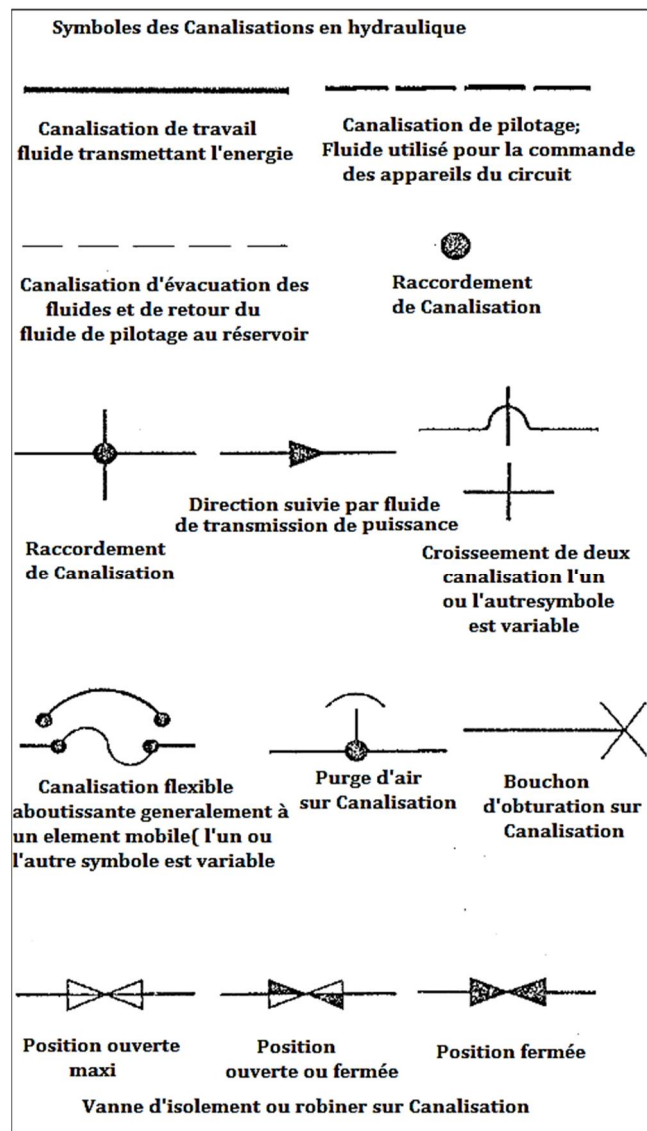 Symboles des Canalisations en hydraulique
Canalisation de travail
fluide transmettant l'energie
Canalisation de pilotage;
Fluide utilisé pour la commande
des appareils du circuit
Canalisation d'évacuation des
fluides et de retour du
fluide de pilotage au réservoir
Raccordement
de Canalisation
Raccordement
de Canalisation
Direction suivie par fluide
de transmission de puissance
Croisseement de deux
canalisation l'un
ou l'autresymbole
est variable
Canalisation flexible
aboutissante generalement à
un element mobile( l'un ou
l'autre symbole est variable
Purge d'air
sur Canalisation
Bouchon
d'obturation sur
Canalisation
Position ouverte
maxi
Position
ouverte ou fermée
Position fermée
Vanne d'isolement ou robiner sur Canalisation